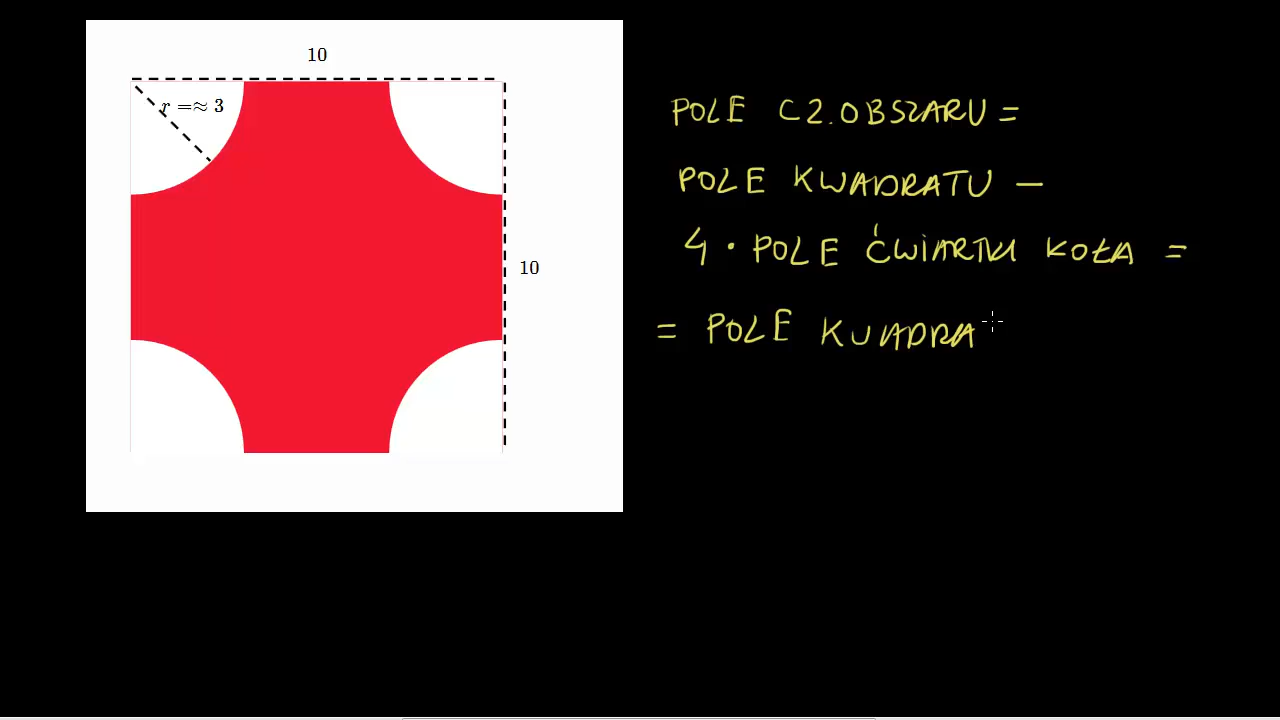 10
r =≈ 3
10
POLE CZ.OBSZARU =
POLE KWADRATU —
4 · POLE ĆWIARTKI KOŁA =
= POLE KWADRA